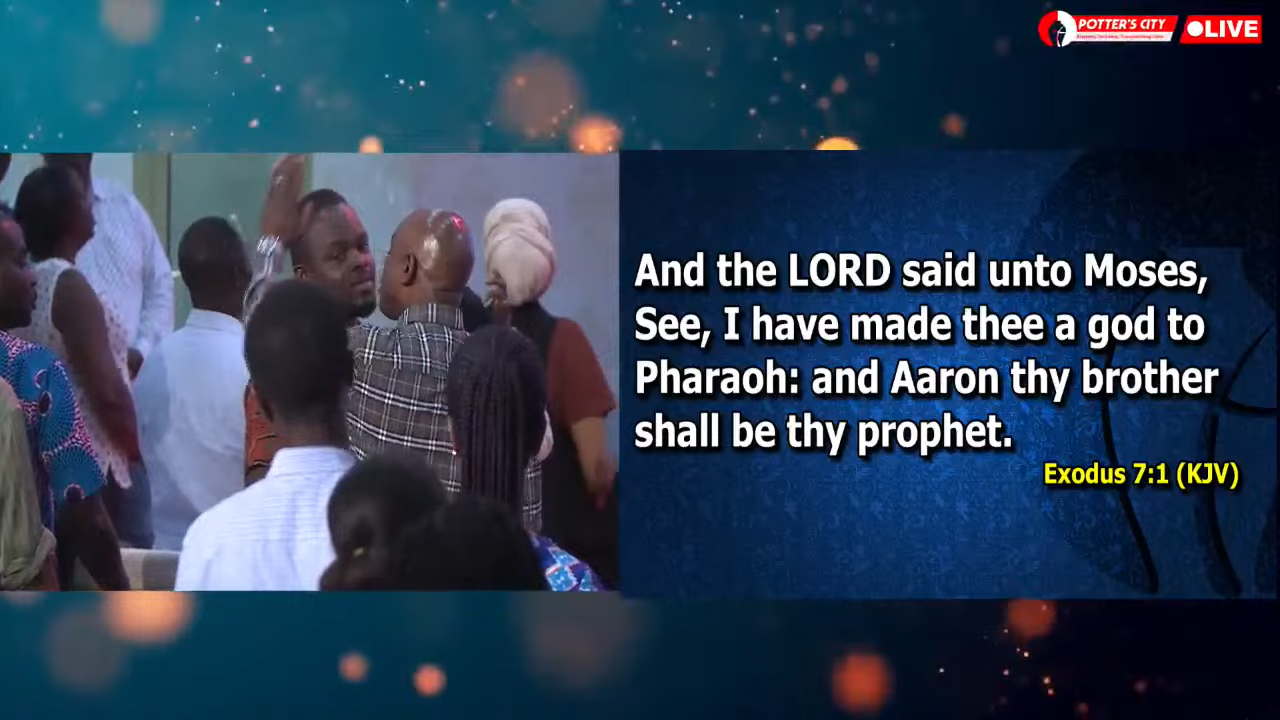 POTTER'S CITY
LIVE
And the LORD said unto Moses,
See, I have made thee a god to
Pharaoh: and Aaron thy brother
shall be thy prophet.
Exodus 7:1 (KJV)